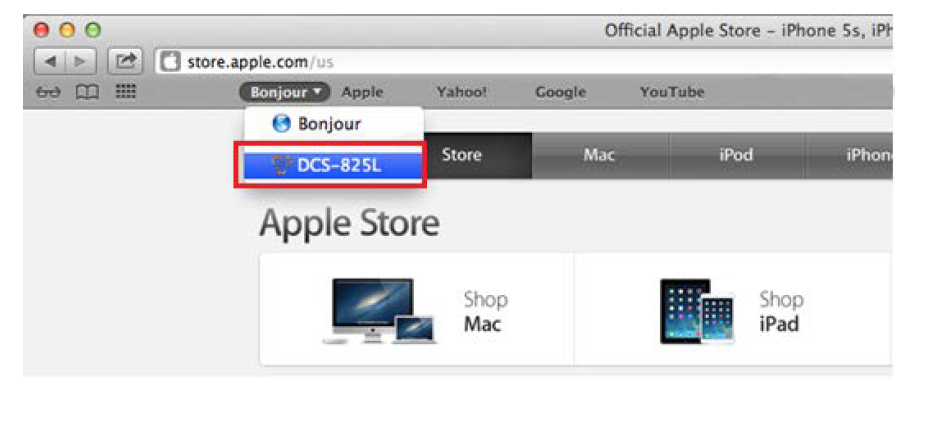 Official Apple Store – iPhone 5s, iPh
store.apple.com/us
Bonjour ▼ Apple Yahoo! Google YouTube
Bonjour
DCS-825L
Store Mac iPod iPhon
Apple Store
Shop
Mac
Shop
iPad